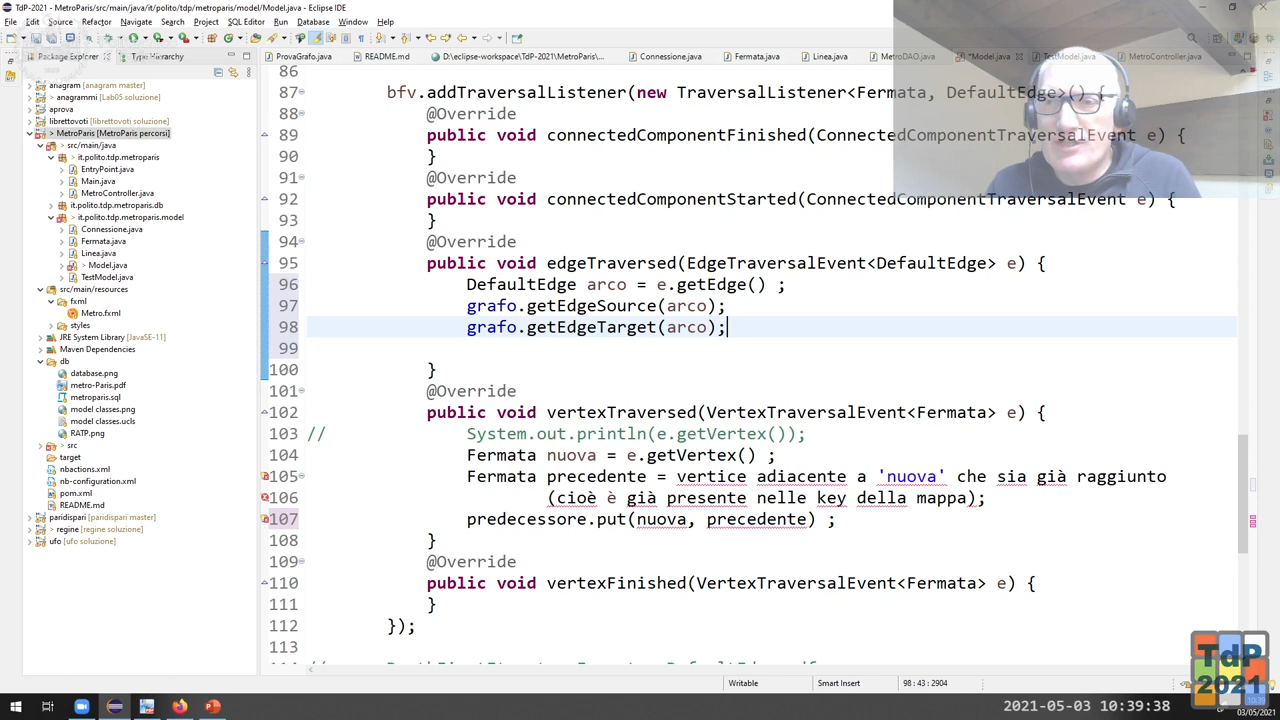 TdP-2021 - MetroParis/src/main/java/it/polito/tdp/metroparis/model/Model.java - Eclipse IDE
File Edit Source Refactor Navigate Search Project SQL Editor Run Database Window Help
Package Explorer Type Hierarchy
ProvaGrafo.java README.md D:\eclipse-workspace\TdP-2021\MetroParis\... Connessione.java Fermata.java Linea.java MetroDAO.java *Model.java TestModel.java MetroController.java
anagram [anagram master]
> anagrammi [Lab05 soluzione]
aprova
librettovoti [librettovoti master]
> MetroParis [MetroParis percorsi]
> src/main/java
> it.polito.tdp.metroparis
EntryPoint.java
Main.java
MetroController.java
it.polito.tdp.metroparis.db
> it.polito.tdp.metroparis.model
Connessione.java
Fermata.java
Linea.java
> Model.java
TestModel.java
src/main/resources
fxml
Metro.fxml
styles
JRE System Library [JavaSE-11]
Maven Dependencies
db
database.png
metro-Paris.pdf
metroparis.sql
model classes.png
model classes.ucls
RATP.png
src
target
nbactions.xml
nb-configuration.xml
pom.xml
README.md
paridispari [paridispari master]
> regine [regine soluzione]
ufo [ufo soluzione]
86
87 bfv.addTraversalListener(new TraversalListener<Fermata, DefaultEdge>() {
88 @Override
89 public void connectedComponentFinished(ConnectedComponentTraversalEvent e) {
90 }
91 @Override
92 public void connectedComponentStarted(ConnectedComponentTraversalEvent e) {
93 }
94 @Override
95 public void edgeTraversed(EdgeTraversalEvent<DefaultEdge> e) {
96 DefaultEdge arco = e.getEdge() ;
97 grafo.getEdgeSource(arco);
98 grafo.getEdgeTarget(arco);
99
100 }
101 @Override
102 public void vertexTraversed(VertexTraversalEvent<Fermata> e) {
103 // System.out.println(e.getVertex());
104 Fermata nuova = e.getVertex() ;
105 Fermata precedente = vertice adiacente a 'nuova' che sia già raggiunto
106 (cioè è già presente nelle key della mappa);
107 predecessore.put(nuova, precedente) ;
108 }
109 @Override
110 public void vertexFinished(VertexTraversalEvent<Fermata> e) {
111 }
112 });
113
Writable Smart Insert 98 : 43 : 2904
TdP
2021
2021-05-03 10:39:38
10:39
03/05/2021